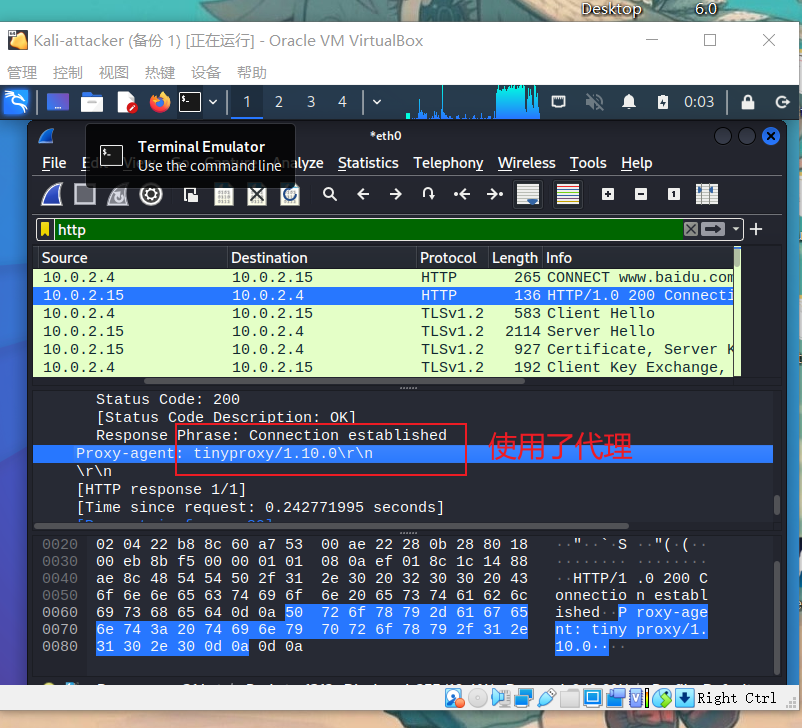 Desktop 6.0
Kali-attacker (备份 1) [正在运行] - Oracle VM VirtualBox
管理 控制 视图 热键 设备 帮助
1 2 3 4 0:03
*eth0
Terminal Emulator
Use the command line
File Analyze Statistics Telephony Wireless Tools Help
http
Source Destination Protocol Length Info
10.0.2.4 10.0.2.15 HTTP 265 CONNECT www.baidu.com
10.0.2.15 10.0.2.4 HTTP 136 HTTP/1.0 200 Connecti
10.0.2.4 10.0.2.15 TLSv1.2 583 Client Hello
10.0.2.15 10.0.2.4 TLSv1.2 2114 Server Hello
10.0.2.15 10.0.2.4 TLSv1.2 927 Certificate, Server K
10.0.2.4 10.0.2.15 TLSv1.2 192 Client Key Exchange,
Status Code: 200
[Status Code Description: OK]
Response Phrase: Connection established
Proxy-agent: tinyproxy/1.10.0\r\n
使用了代理
\r\n
[HTTP response 1/1]
[Time since request: 0.242771995 seconds]
0020 02 04 22 b8 8c 60 a7 53 00 ae 22 28 0b 28 80 18 ··"··`·S ··"(·(··
0030 00 eb 8b f5 00 00 01 01 08 0a ef 01 8c 1c 14 88 ········ ········
0040 ae 8c 48 54 54 50 2f 31 2e 30 20 32 30 30 20 43 ··HTTP/1 .0 200 C
0050 6f 6e 6e 65 63 74 69 6f 6e 20 65 73 74 61 62 6c onnectio n establ
0060 69 73 68 65 64 0d 0a 50 72 6f 78 79 2d 61 67 65 ished··P roxy-age
0070 6e 74 3a 20 74 69 6e 79 70 72 6f 78 79 2f 31 2e nt: tiny proxy/1.
0080 31 30 2e 30 0d 0a 0d 0a 10.0····
Right Ctrl